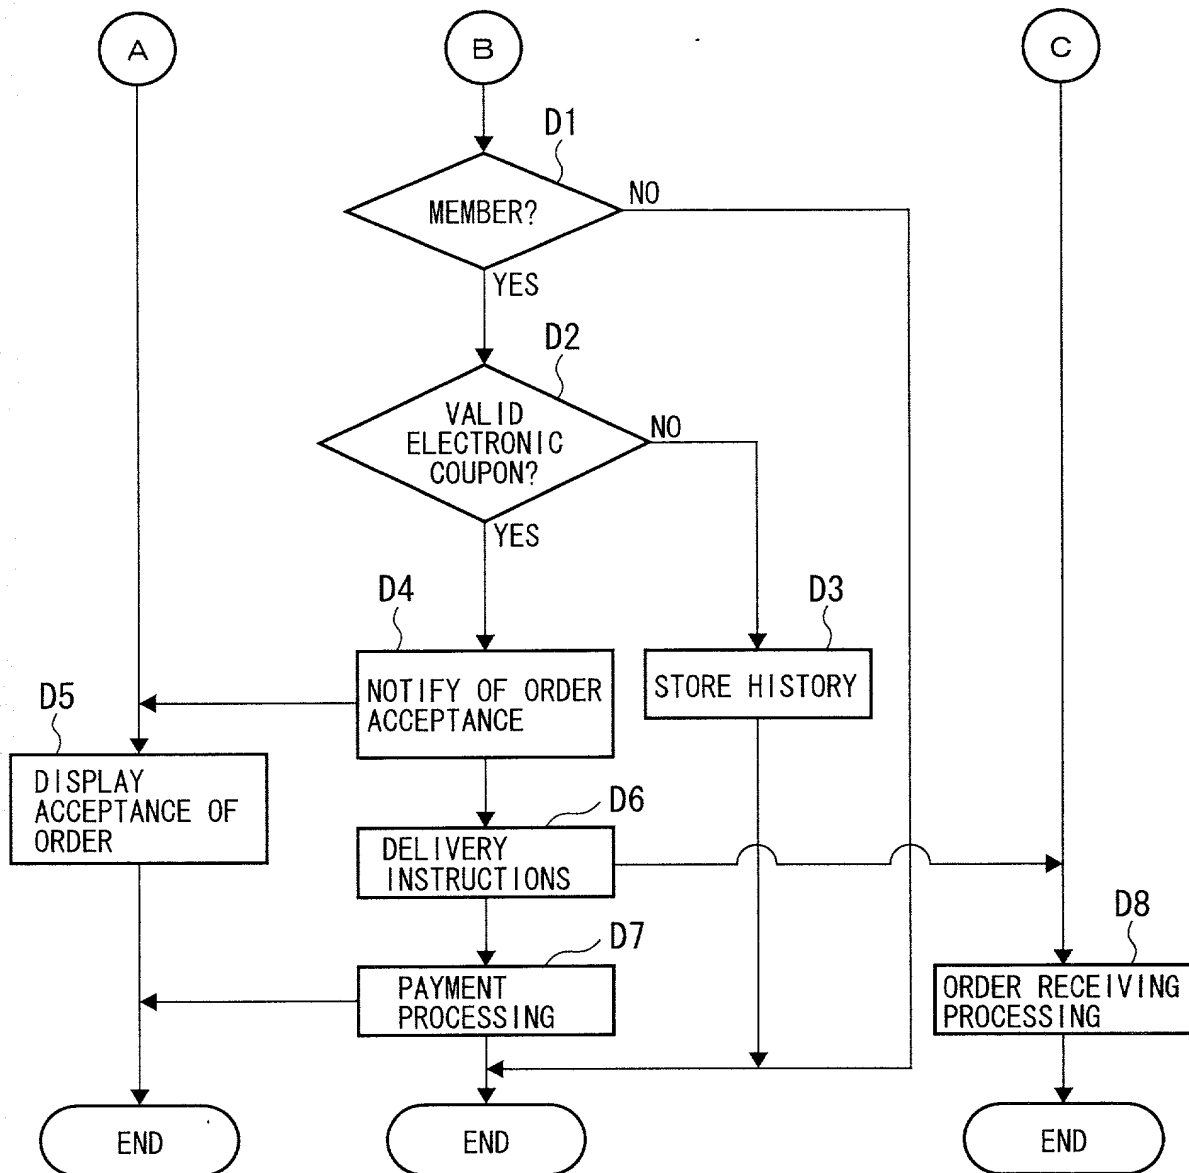 A
B
C
D1
MEMBER?
NO
YES
D2
VALID
ELECTRONIC
COUPON?
NO
YES
D4
D3
NOTIFY OF ORDER
ACCEPTANCE
STORE HISTORY
D5
DISPLAY
ACCEPTANCE OF
ORDER
D6
DELIVERY
INSTRUCTIONS
D7
PAYMENT
PROCESSING
D8
ORDER RECEIVING
PROCESSING
END
END
END